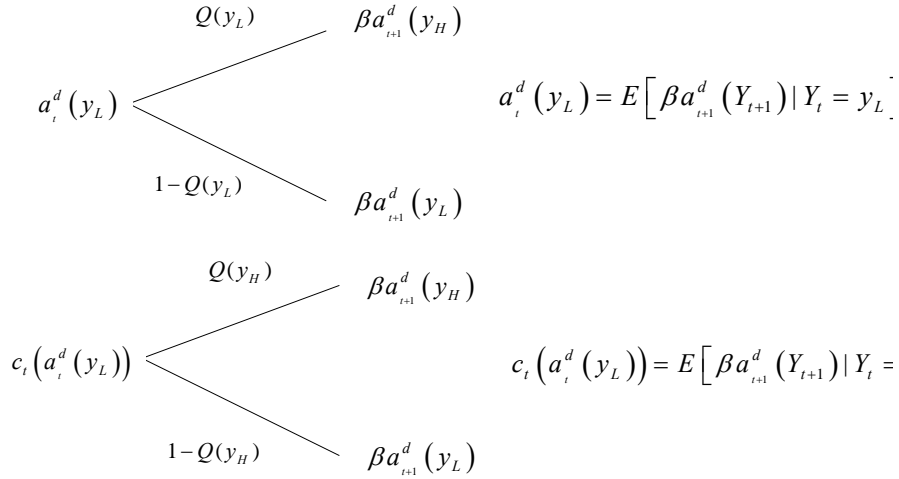 Q(y_L)
βa^d_{t+1}(y_H)
a^d_t(y_L)
a^d_t(y_L) = E[βa^d_{t+1}(Y_{t+1}) | Y_t = y_L]
1−Q(y_L)
βa^d_{t+1}(y_L)
Q(y_H)
βa^d_{t+1}(y_H)
c_t(a^d_t(y_L))
c_t(a^d_t(y_L)) = E[βa^d_{t+1}(Y_{t+1}) | Y_t =
1−Q(y_H)
βa^d_{t+1}(y_L)